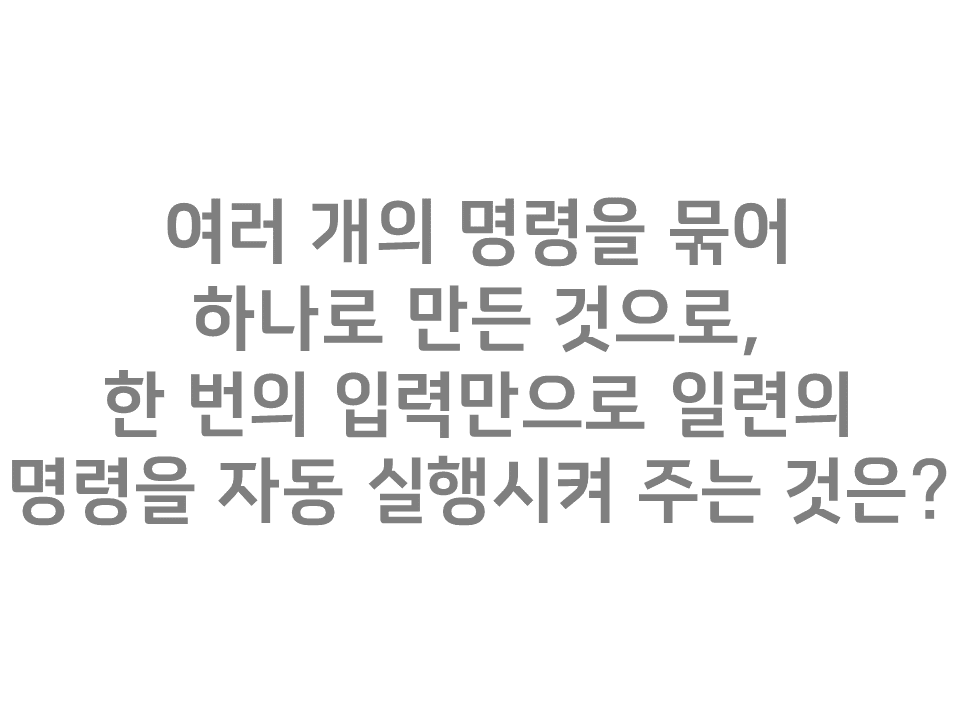 여러 개의 명령을 묶어
하나로 만든 것으로,
한 번의 입력만으로 일련의
명령을 자동 실행시켜 주는 것은?